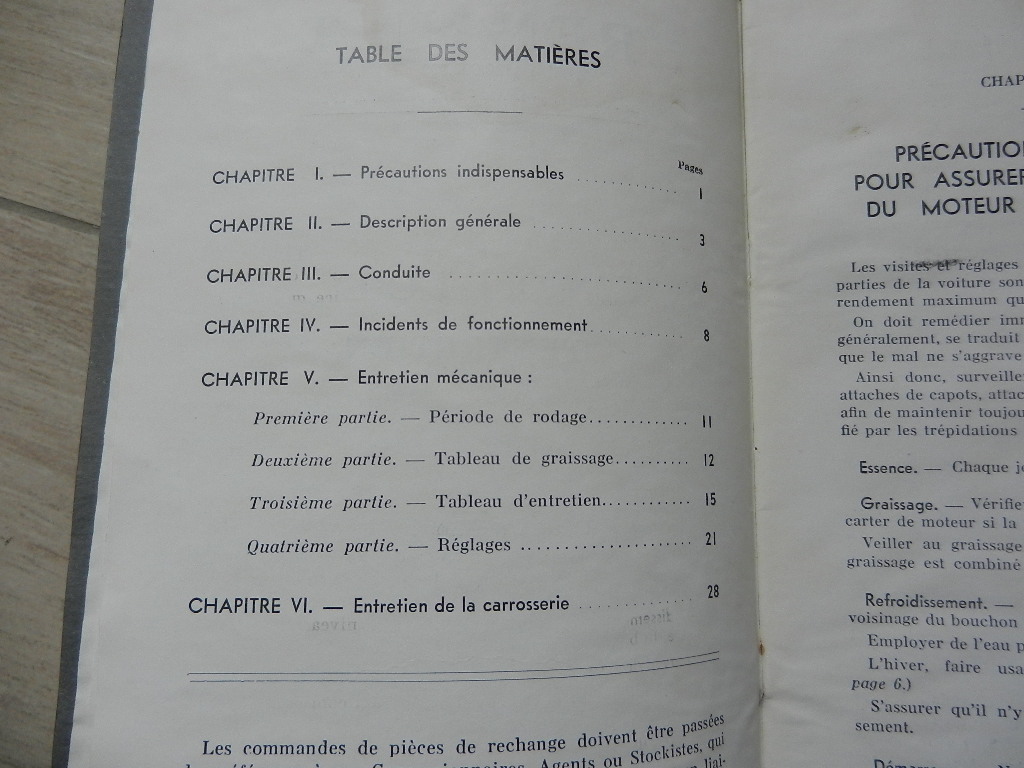 TABLE DES MATIÈRES
Pages
CHAPITRE I. — Précautions indispensables .......... 1
CHAPITRE II. — Description générale .......... 3
CHAPITRE III. — Conduite .......... 6
CHAPITRE IV. — Incidents de fonctionnement .......... 8
CHAPITRE V. — Entretien mécanique :
Première partie. — Période de rodage .......... 11
Deuxième partie. — Tableau de graissage .......... 12
Troisième partie. — Tableau d'entretien .......... 15
Quatrième partie. — Réglages .......... 21
CHAPITRE VI. — Entretien de la carrosserie .......... 28
Les commandes de pièces de rechange doivent être passées
Agents ou Stockistes, qui
CHAP
PRÉCAUTIO
POUR ASSURER
DU MOTEUR
Les visites et réglages
parties de la voiture son
rendement maximum qu
On doit remédier imm
généralement, se traduit
que le mal ne s'aggrave
Ainsi donc, surveille
attaches de capots, attac
afin de maintenir toujou
fié par les trépidations
Essence. — Chaque jo
Graissage. — Vérifie
carter de moteur si la
Veiller au graissage
graissage est combiné
Refroidissement. —
voisinage du bouchon
Employer de l'eau p
L'hiver, faire usa
page 6.)
S'assurer qu'il n'y
sement.